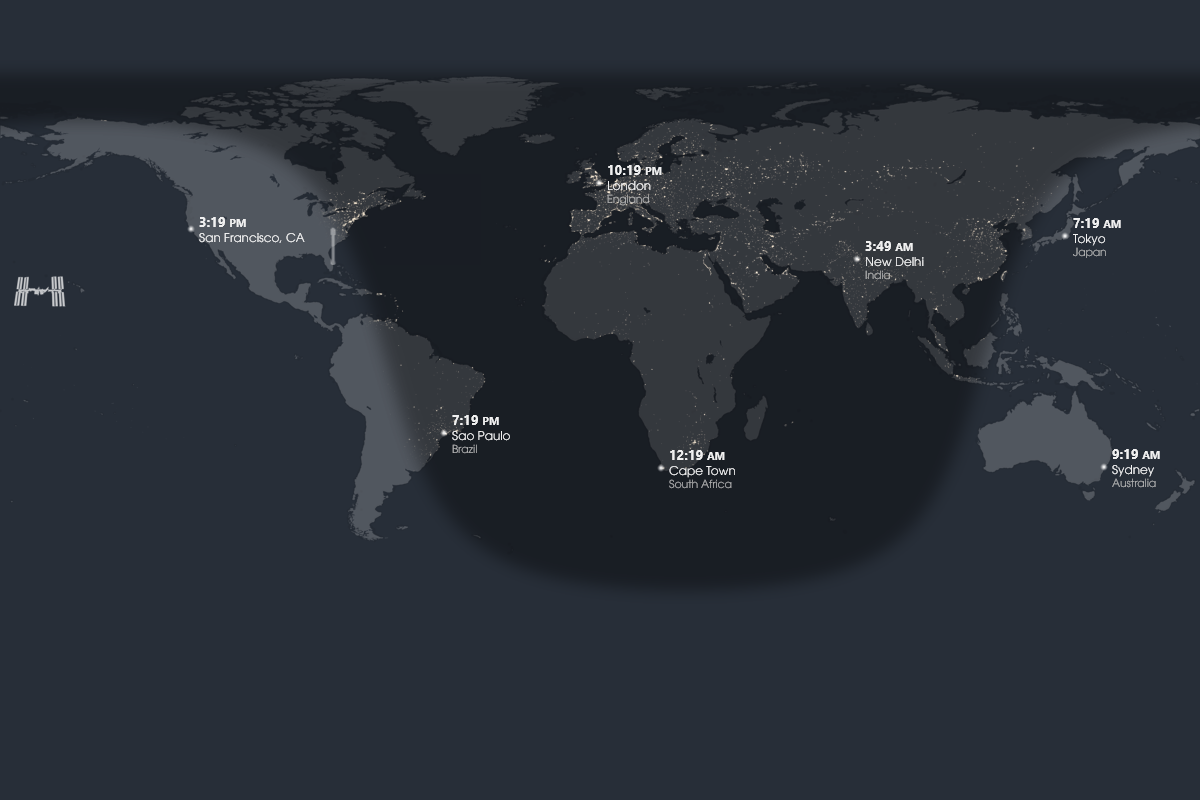 10:19 PM
London
England
3:19 PM
San Francisco, CA
7:19 AM
Tokyo
Japan
3:49 AM
New Delhi
India
7:19 PM
Sao Paulo
Brazil
12:19 AM
Cape Town
South Africa
9:19 AM
Sydney
Australia